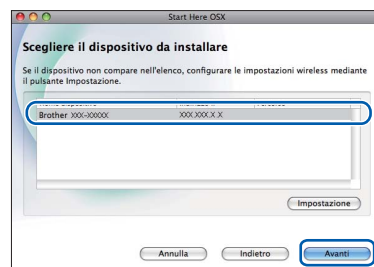 Start Here OSX
Scegliere il dispositivo da installare
Se il dispositivo non compare nell'elenco, configurare le impostazioni wireless mediante
il pulsante Impostazione.
Brother XXX-XXXXX XXX.XXX.X.X
Impostazione
Annulla Indietro Avanti